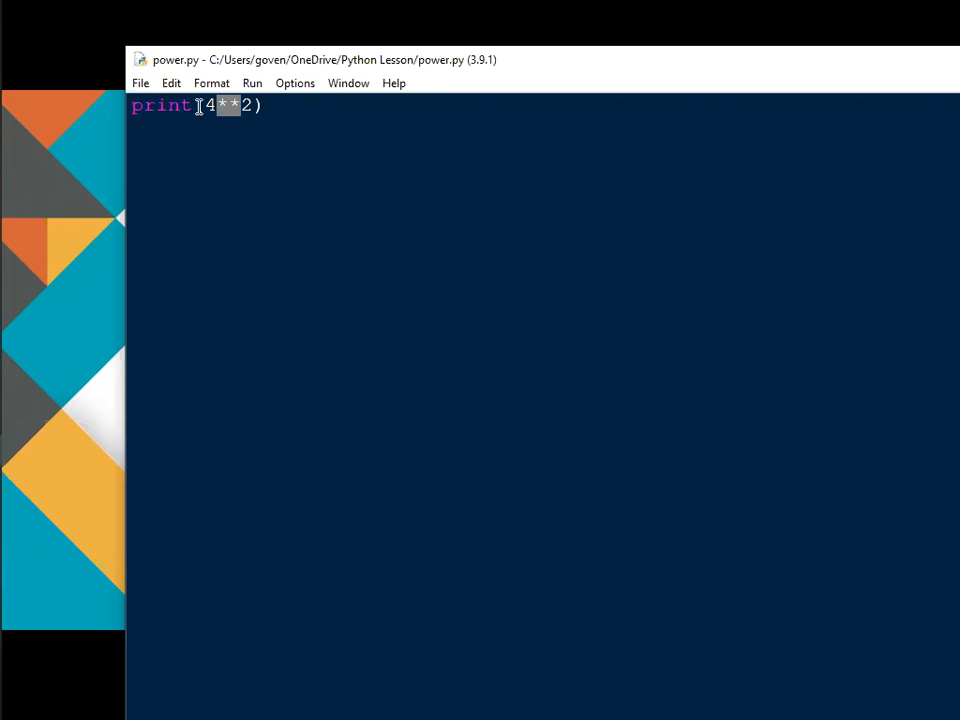 power.py - C:/Users/goven/OneDrive/Python Lesson/power.py (3.9.1)
File Edit Format Run Options Window Help
print(4**2)